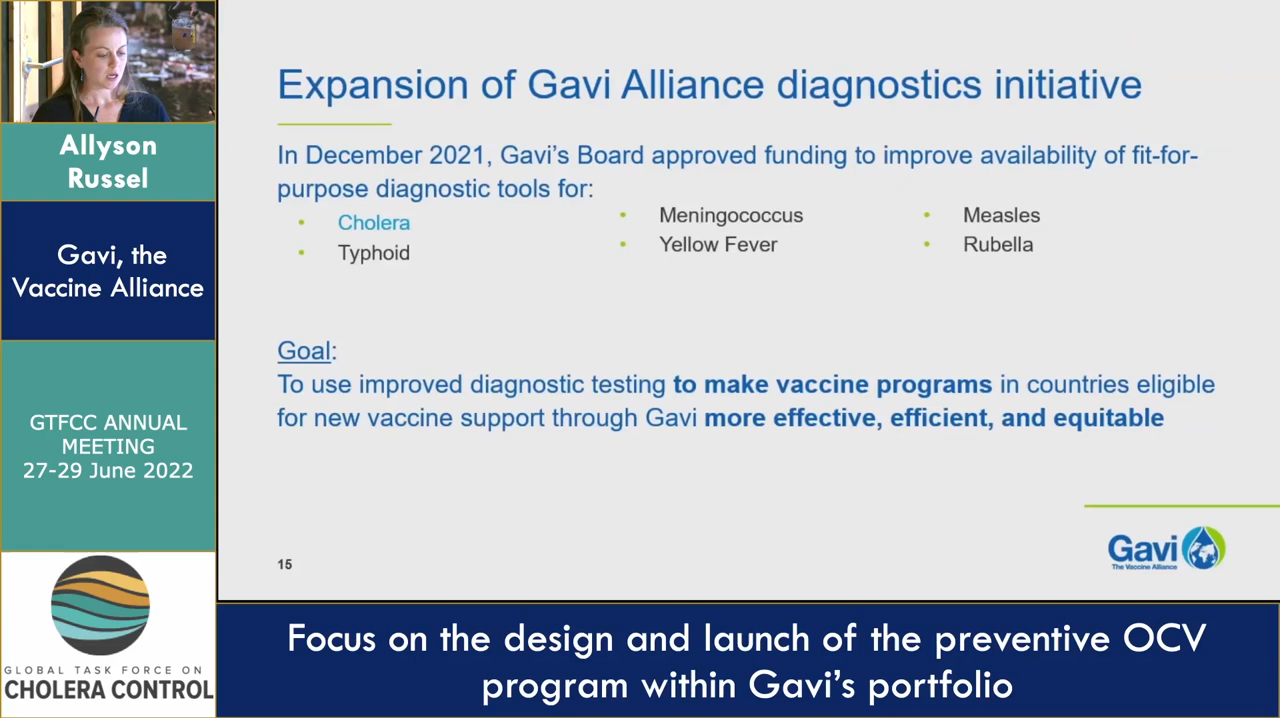 Allyson
Russel
Gavi, the
Vaccine Alliance
GTFCC ANNUAL
MEETING
27-29 June 2022
GLOBAL TASK FORCE ON
CHOLERA CONTROL
Expansion of Gavi Alliance diagnostics initiative
In December 2021, Gavi's Board approved funding to improve availability of fit-for-
purpose diagnostic tools for:
• Cholera
• Typhoid
• Meningococcus
• Yellow Fever
• Measles
• Rubella
Goal:
To use improved diagnostic testing to make vaccine programs in countries eligible
for new vaccine support through Gavi more effective, efficient, and equitable
15
Gavi
The Vaccine Alliance
Focus on the design and launch of the preventive OCV
program within Gavi's portfolio